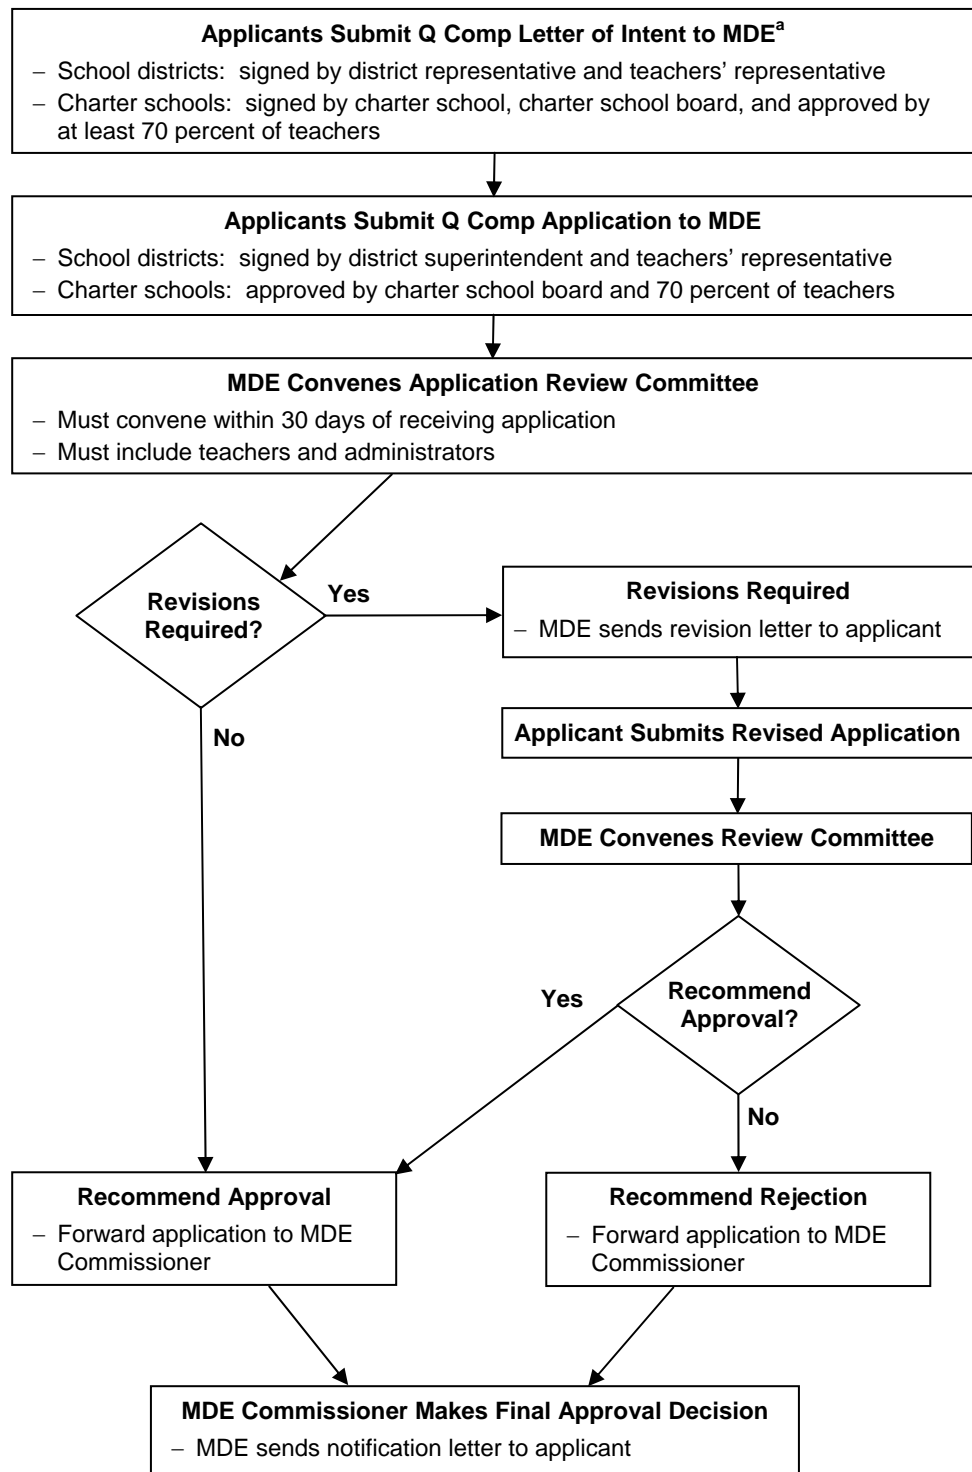 Applicants Submit Q Comp Letter of Intent to MDEᵃ
– School districts:  signed by district representative and teachers’ representative
– Charter schools:  signed by charter school, charter school board, and approved by
at least 70 percent of teachers
Applicants Submit Q Comp Application to MDE
– School districts:  signed by district superintendent and teachers’ representative
– Charter schools:  approved by charter school board and 70 percent of teachers
MDE Convenes Application Review Committee
– Must convene within 30 days of receiving application
– Must include teachers and administrators
Revisions
Required?
Yes
Revisions Required
– MDE sends revision letter to applicant
No
Applicant Submits Revised Application
MDE Convenes Review Committee
Yes
Recommend
Approval?
No
Recommend Approval
– Forward application to MDE
Commissioner
Recommend Rejection
– Forward application to MDE
Commissioner
MDE Commissioner Makes Final Approval Decision
– MDE sends notification letter to applicant